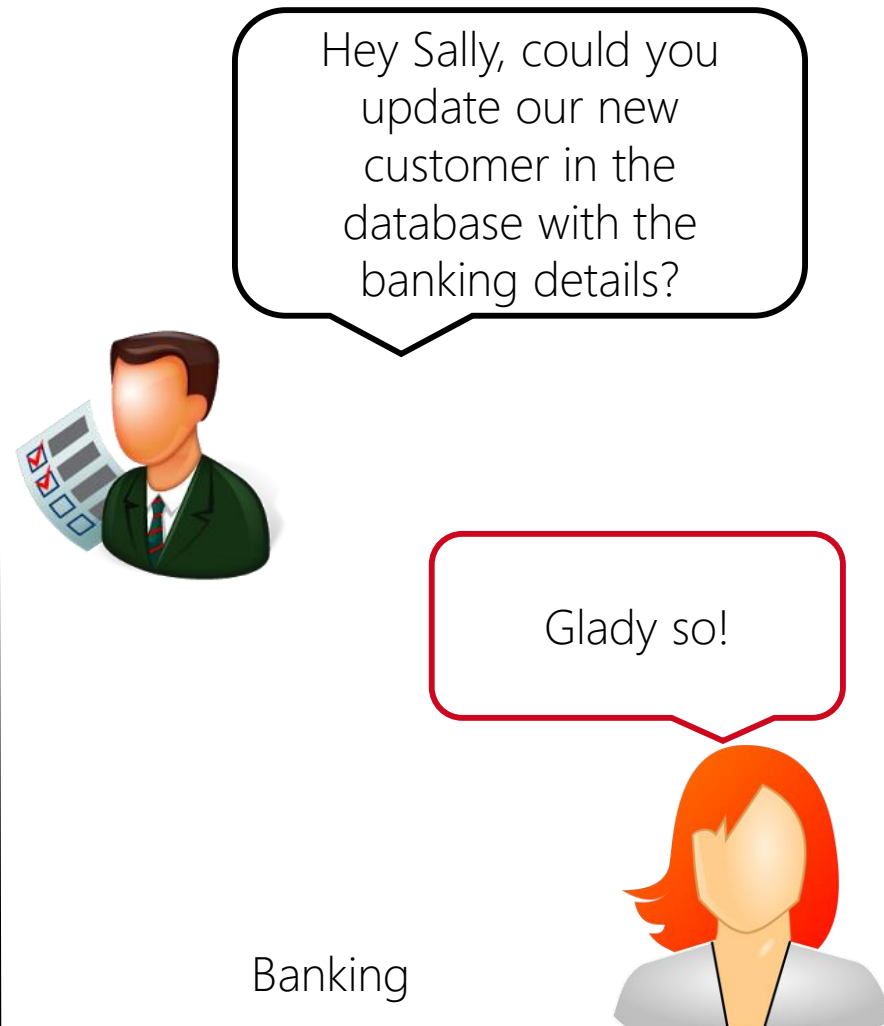 Hey Sally, could you
update our new
customer in the
database with the
banking details?
Glady so!
Banking